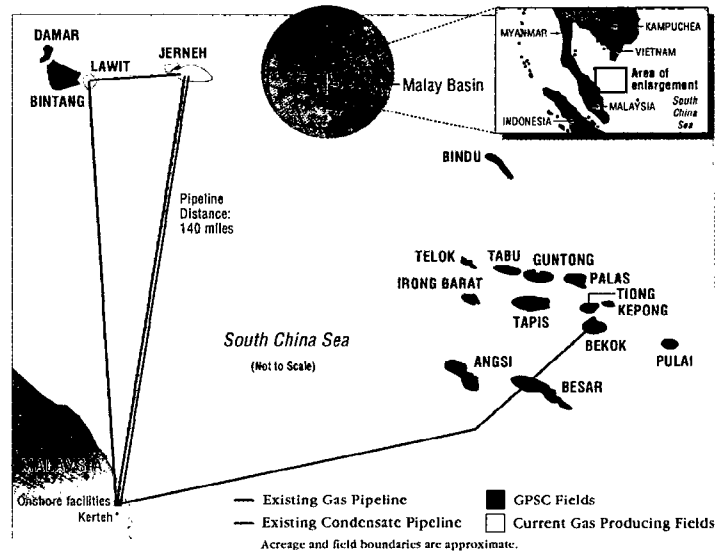 DAMAR
LAWIT
JERNEH
BINTANG
Pipeline
Distance:
140 miles
Malay Basin
MYANMAR
KAMPUCHEA
VIETNAM
Area of
enlargement
MALAYSIA
INDONESIA
South
China
Sea
BINDU
TELOK
TABU
GUNTONG
PALAS
IRONG BARAT
TIONG
KEPONG
TAPIS
BEKOK
PULAI
South China Sea
(Not to Scale)
ANGSI
BESAR
MALAYSIA
Onshore facilities
Kerteh
Existing Gas Pipeline
GPSC Fields
Existing Condensate Pipeline
Current Gas Producing Fields
Acreage and field boundaries are approximate.